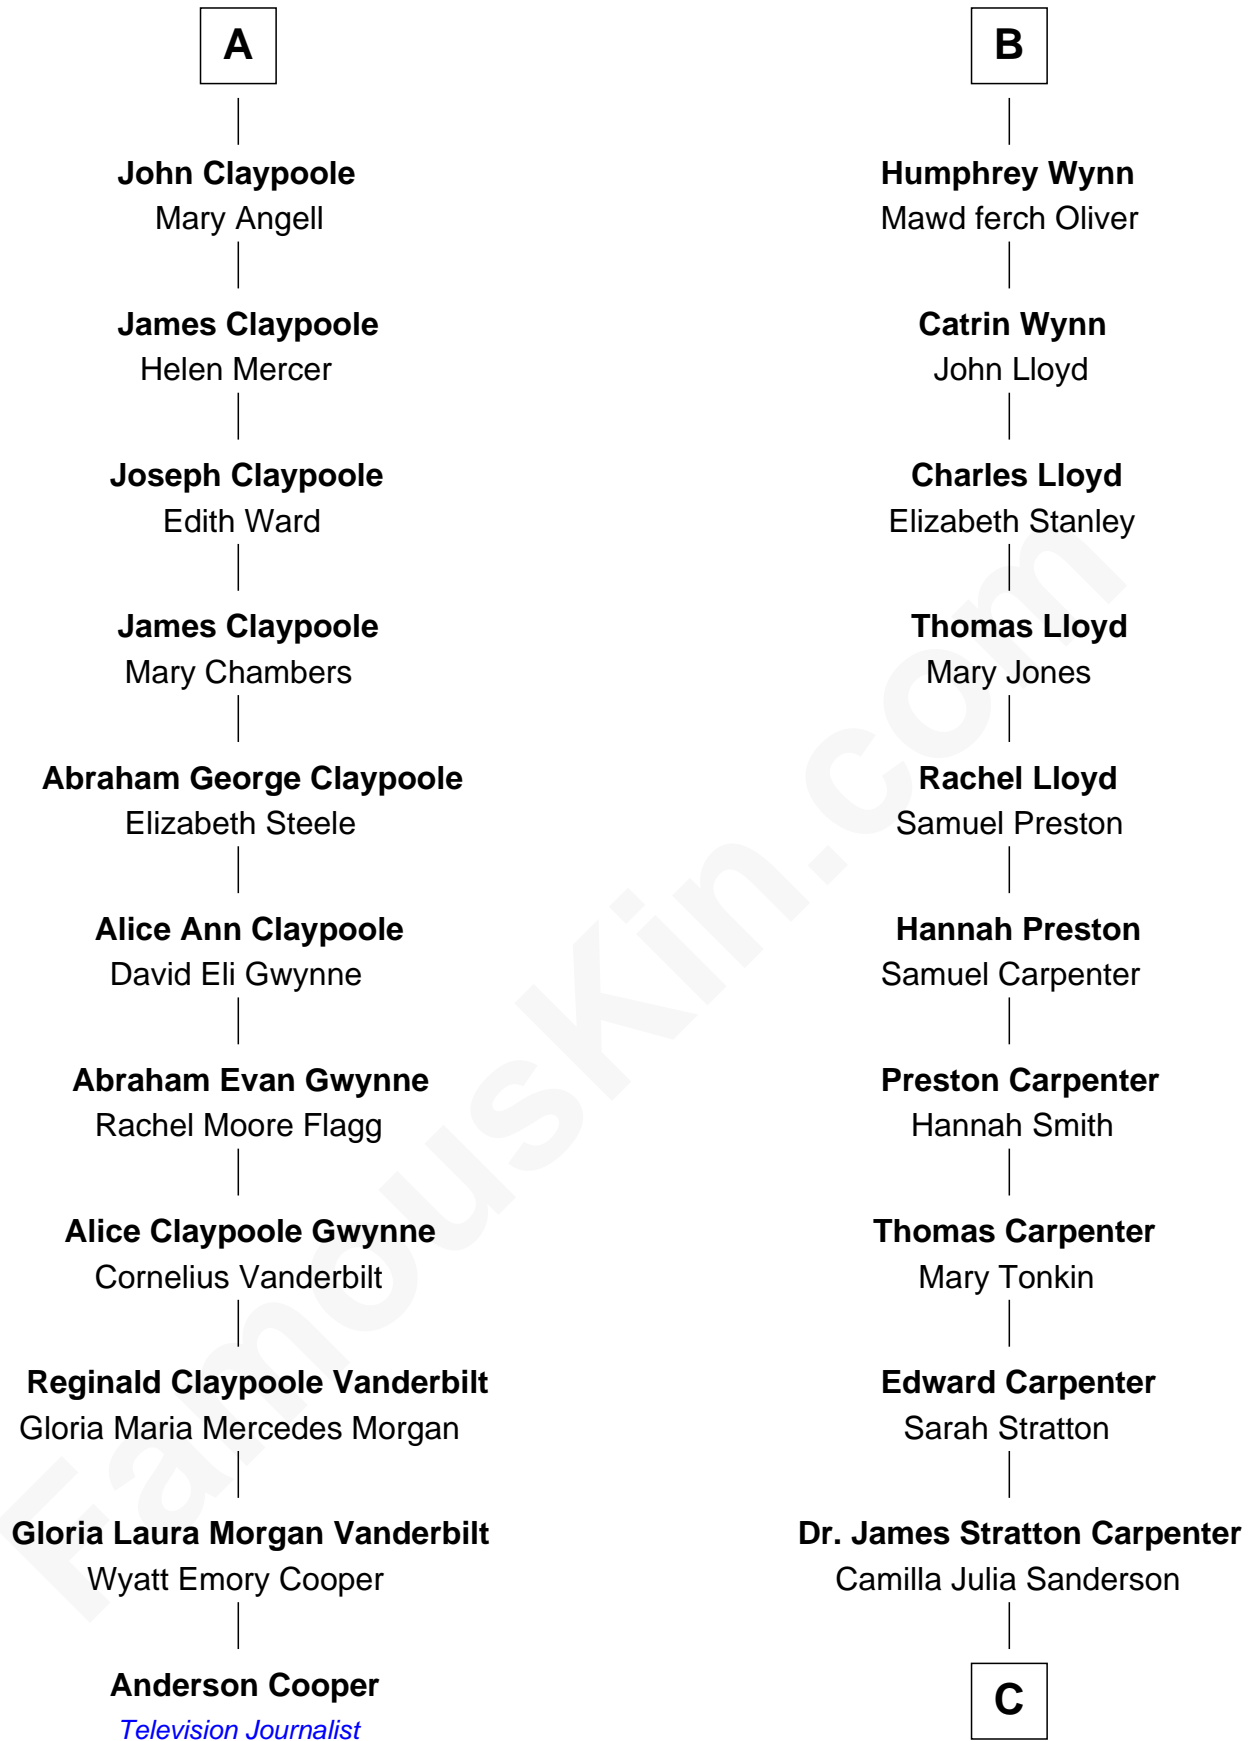 A
John Claypoole
Mary Angell
James Claypoole
Helen Mercer
Joseph Claypoole
Edith Ward
James Claypoole
Mary Chambers
Abraham George Claypoole
Elizabeth Steele
Alice Ann Claypoole
David Eli Gwynne
Abraham Evan Gwynne
Rachel Moore Flagg
Alice Claypoole Gwynne
Cornelius Vanderbilt
Reginald Claypoole Vanderbilt
Gloria Maria Mercedes Morgan
Gloria Laura Morgan Vanderbilt
Wyatt Emory Cooper
Anderson Cooper
Television Journalist
B
Humphrey Wynn
Mawd ferch Oliver
Catrin Wynn
John Lloyd
Charles Lloyd
Elizabeth Stanley
Thomas Lloyd
Mary Jones
Rachel Lloyd
Samuel Preston
Hannah Preston
Samuel Carpenter
Preston Carpenter
Hannah Smith
Thomas Carpenter
Mary Tonkin
Edward Carpenter
Sarah Stratton
Dr. James Stratton Carpenter
Camilla Julia Sanderson
C
FamousKin.com